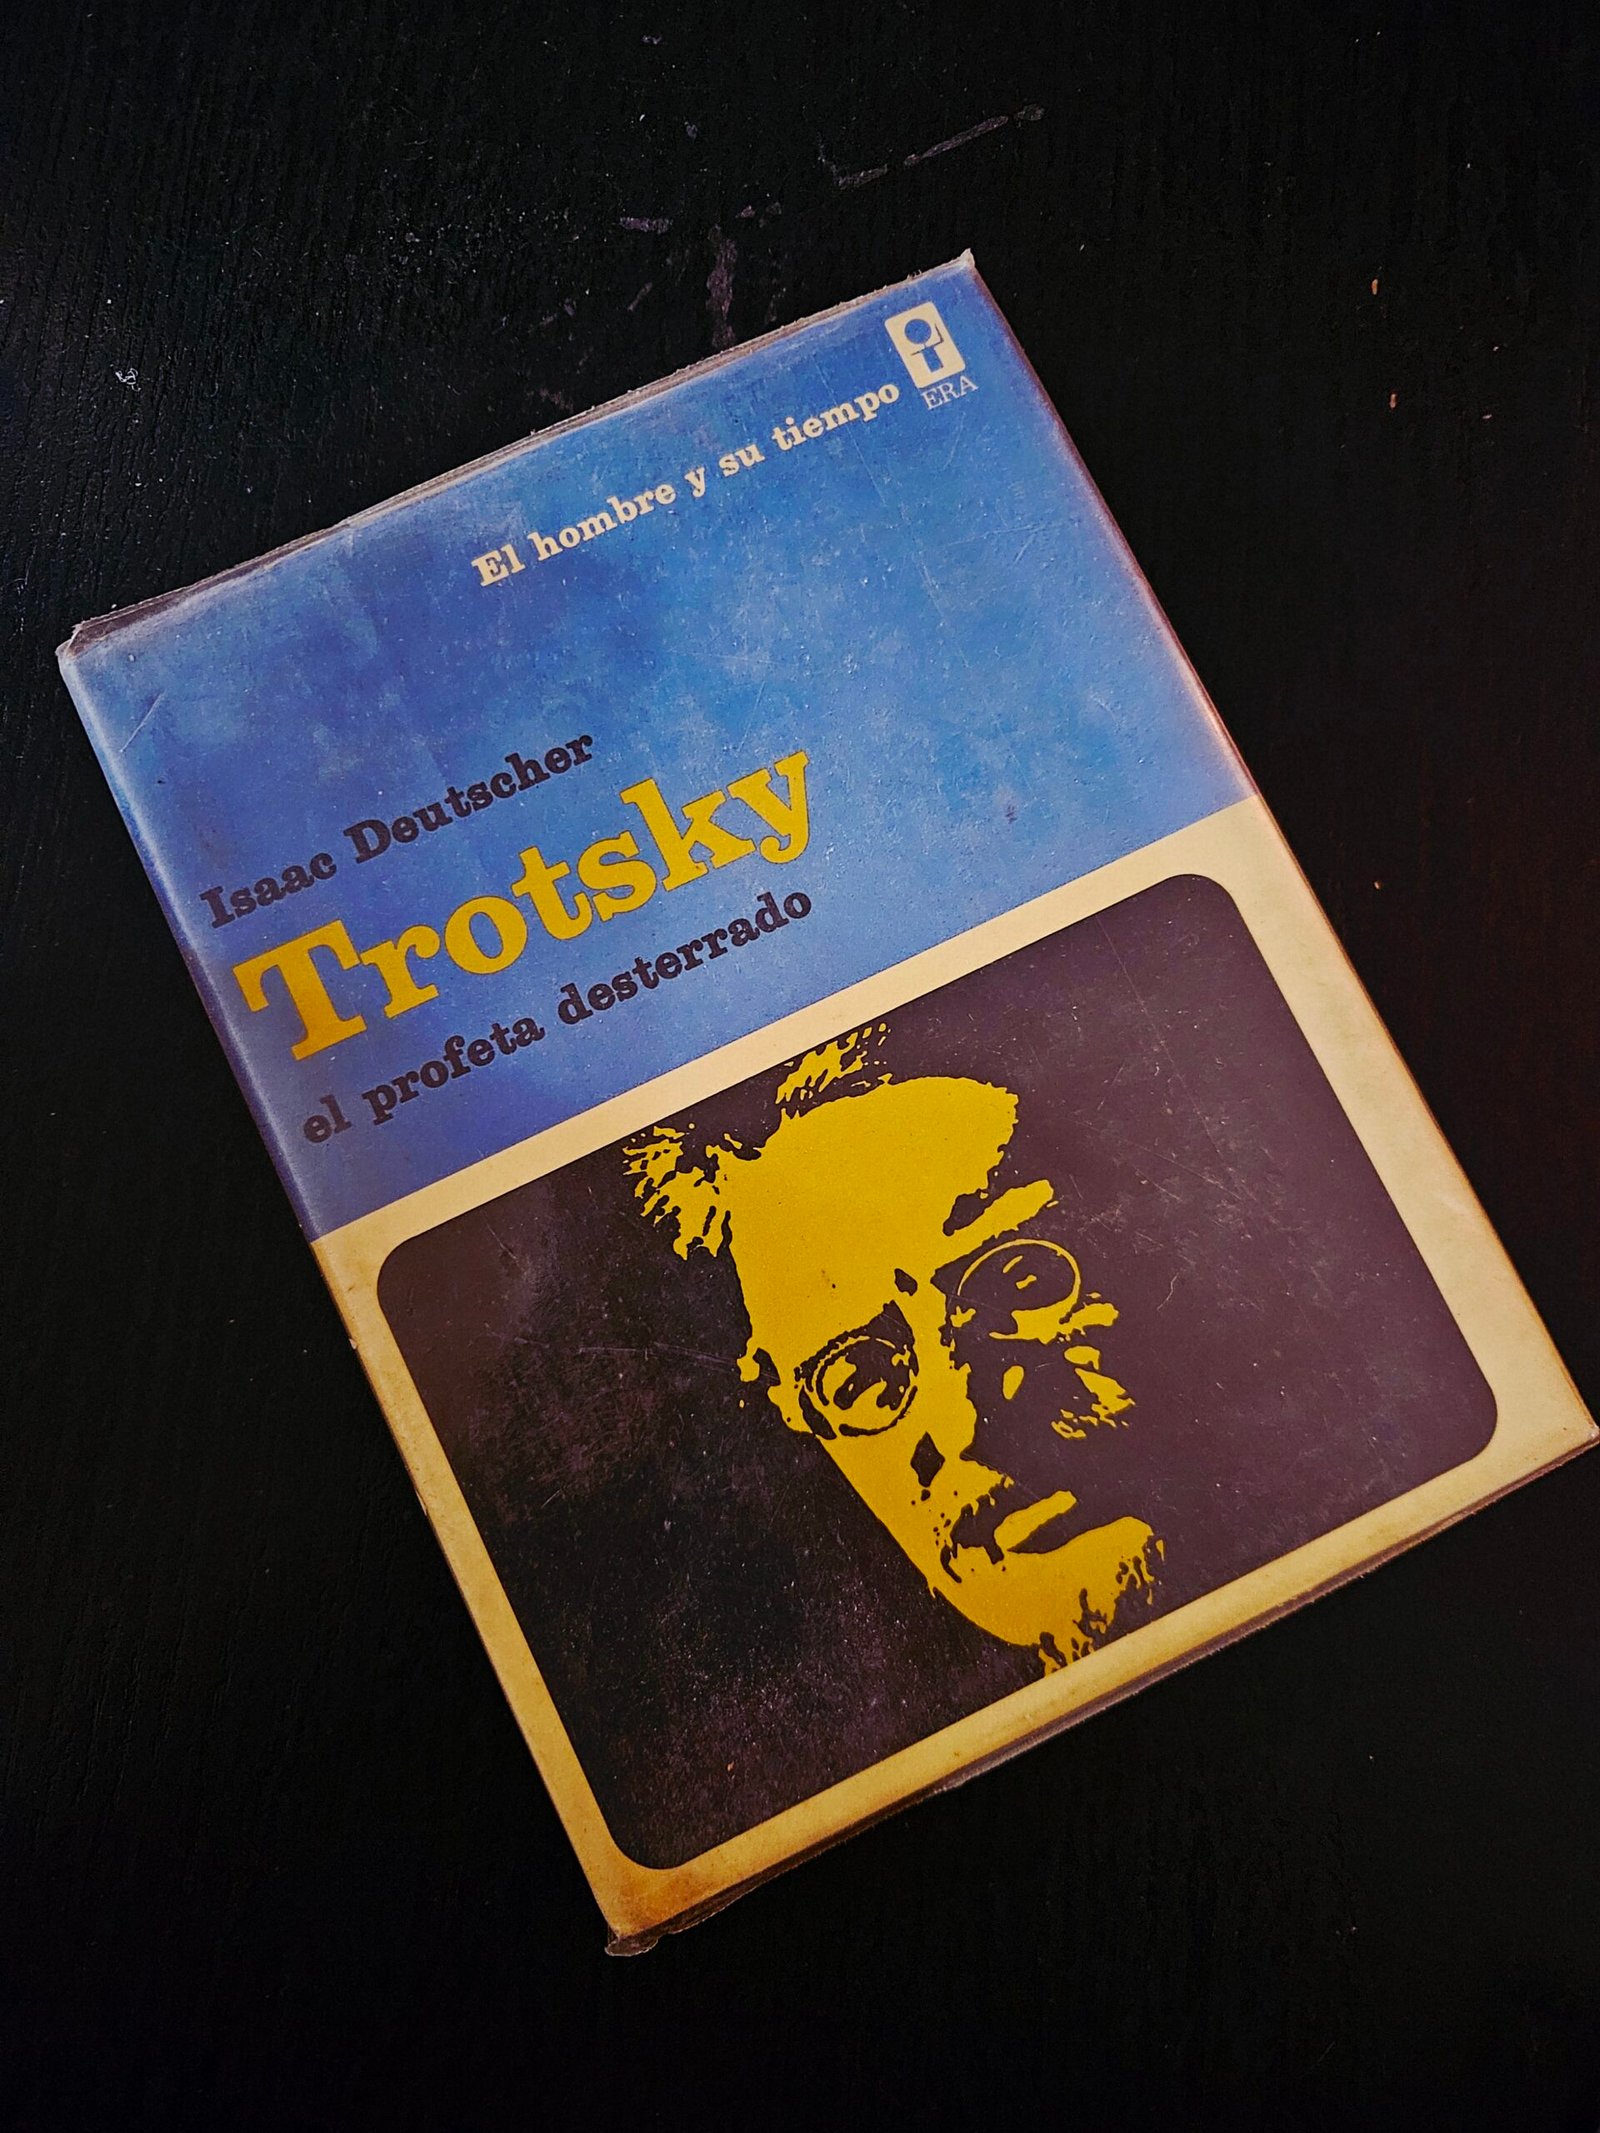 ERA
El hombre y su tiempo
Isaac Deutscher
Trotsky
el profeta desterrado